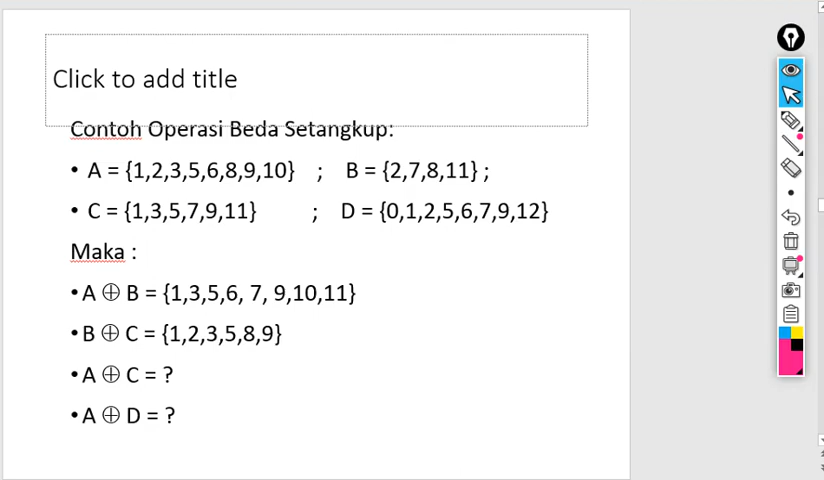 Click to add title
Contoh Operasi Beda Setangkup:
• A = {1,2,3,5,6,8,9,10} ; B = {2,7,8,11} ;
• C = {1,3,5,7,9,11} ; D = {0,1,2,5,6,7,9,12}
Maka :
• A ⊕ B = {1,3,5,6, 7, 9,10,11}
• B ⊕ C = {1,2,3,5,8,9}
• A ⊕ C = ?
• A ⊕ D = ?